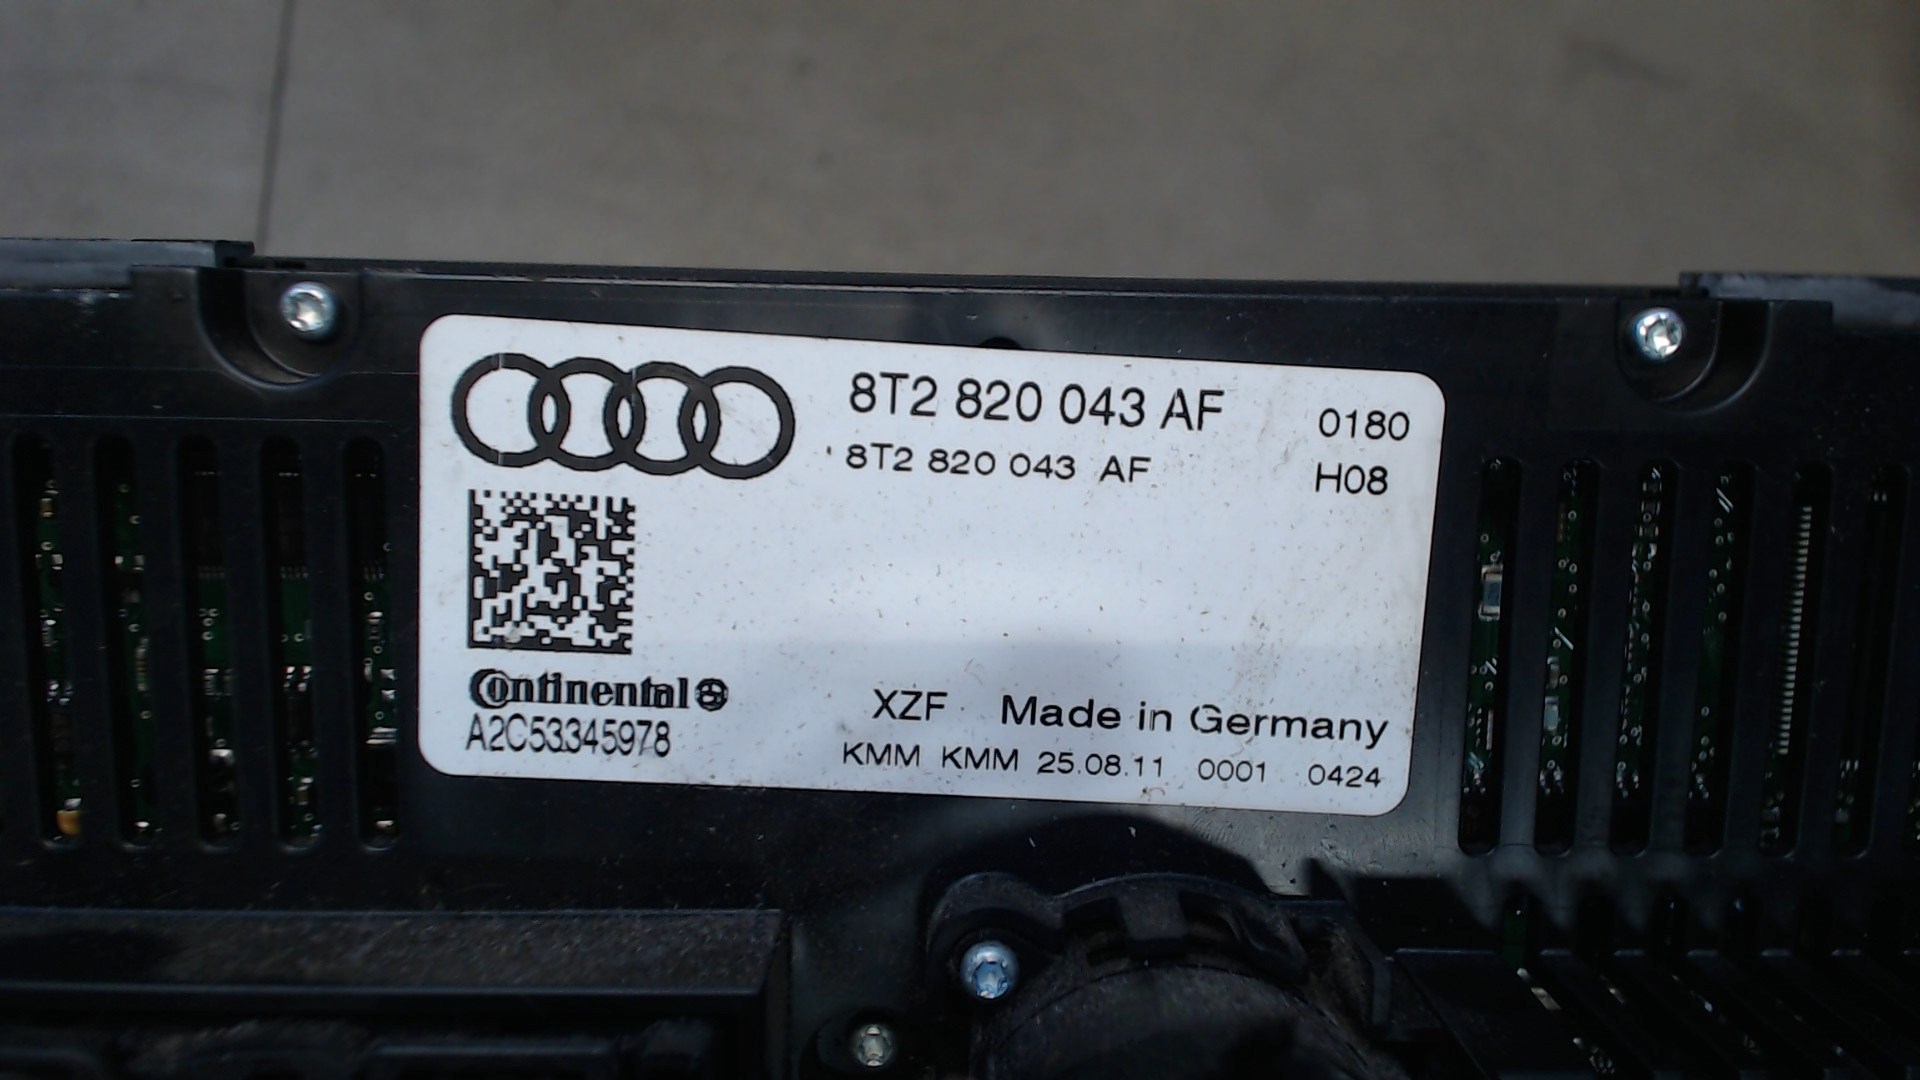 8T2 820 043 AF 0180
8T2 820 043 AF H08
Continental
A2C53345978
XZF Made in Germany
KMM KMM 25.08.11 0001 0424